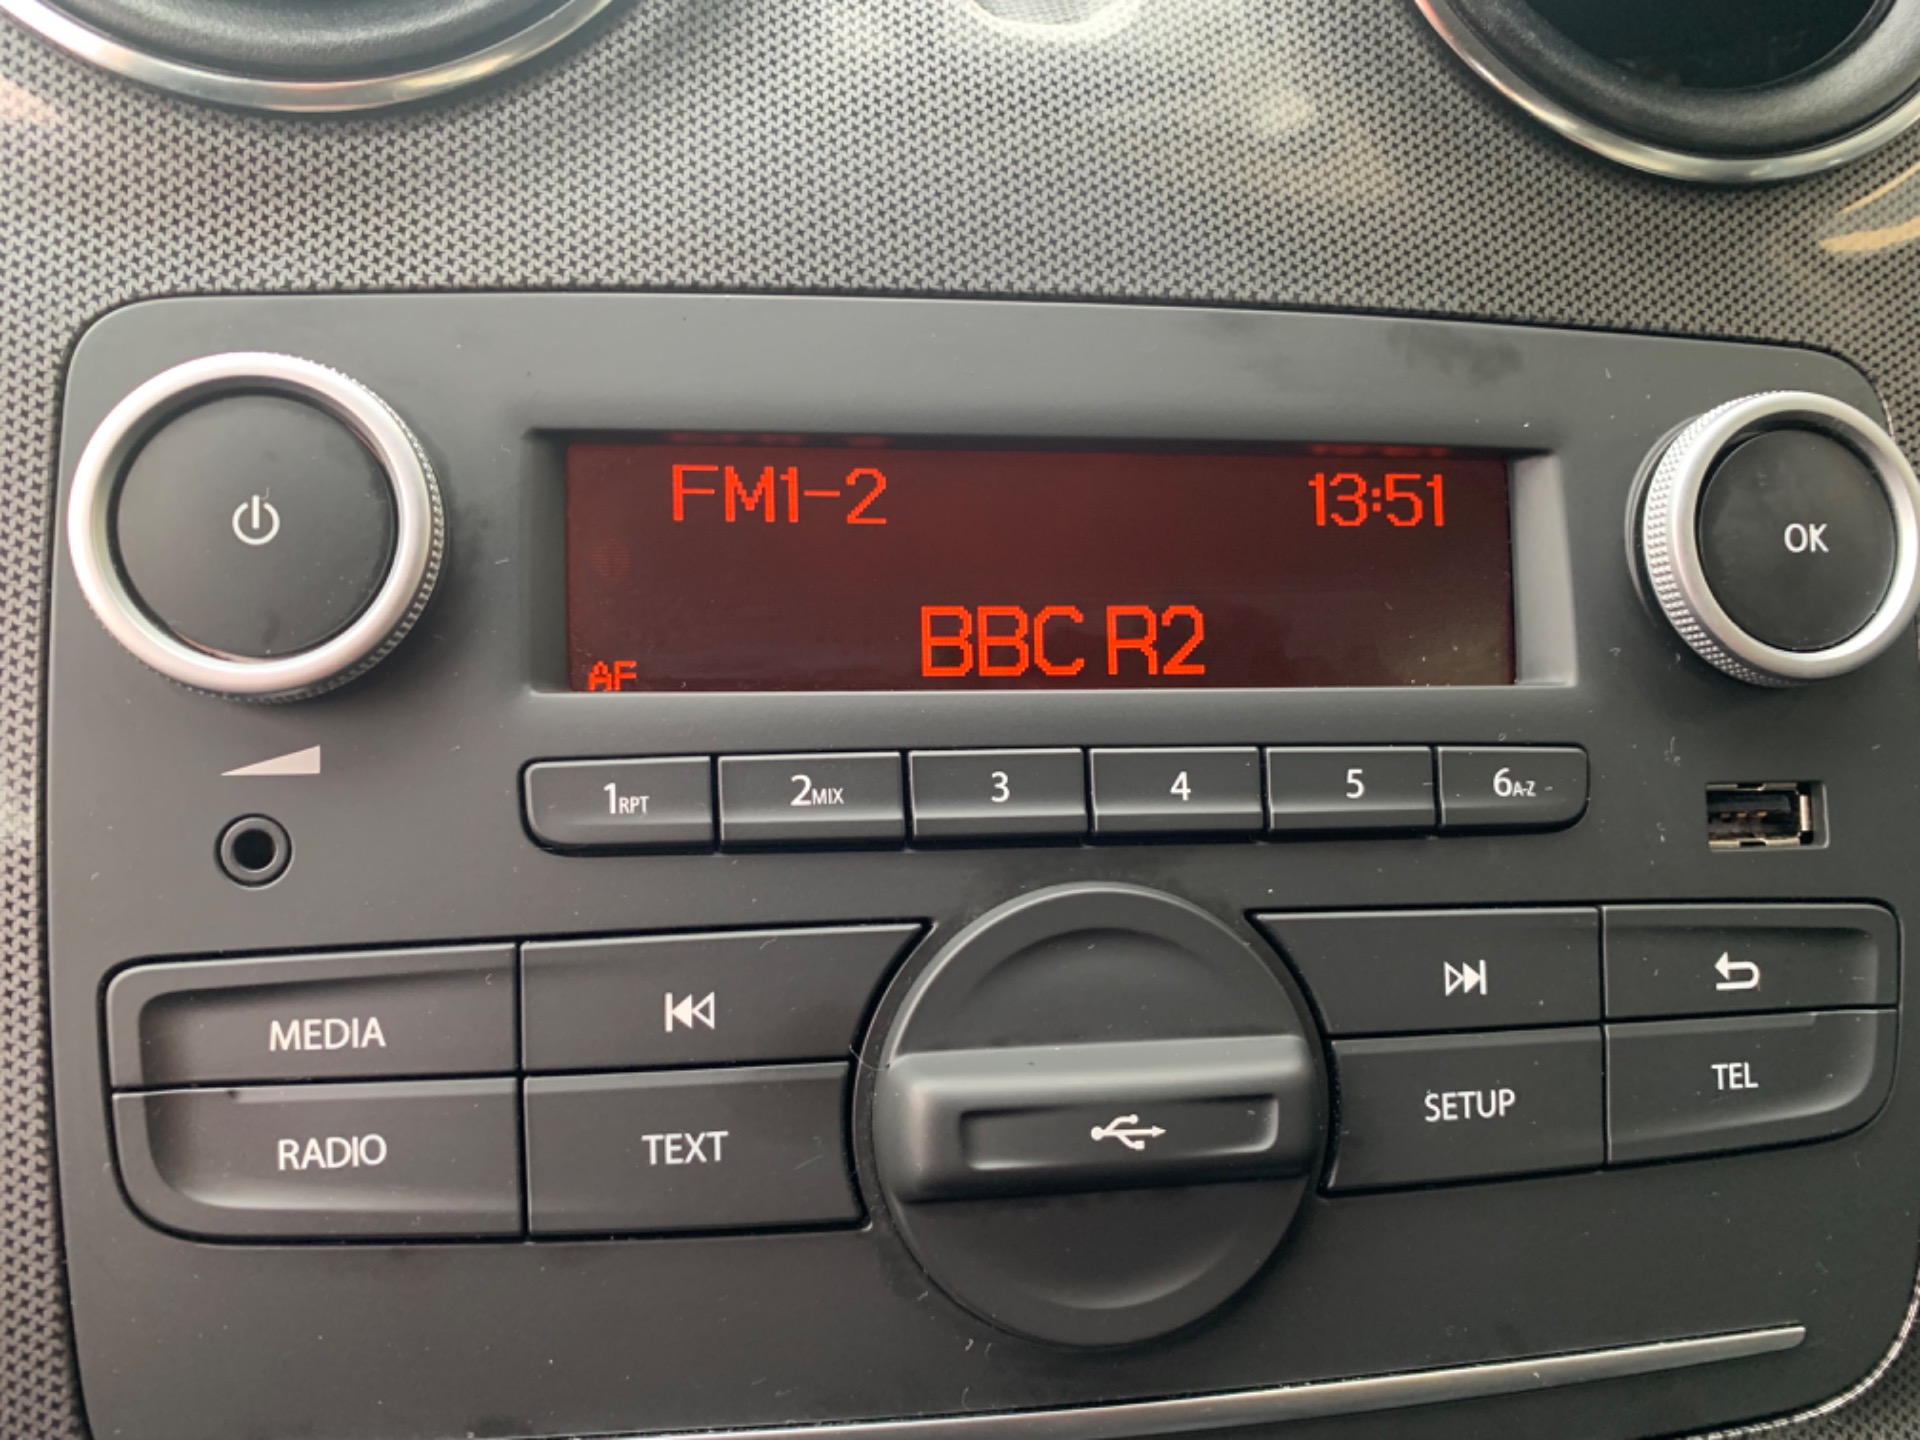 FM1-2 13:51
BBC R2
AF
OK
1RPT 2MIX 3 4 5 6A-Z
MEDIA
RADIO TEXT
SETUP TEL